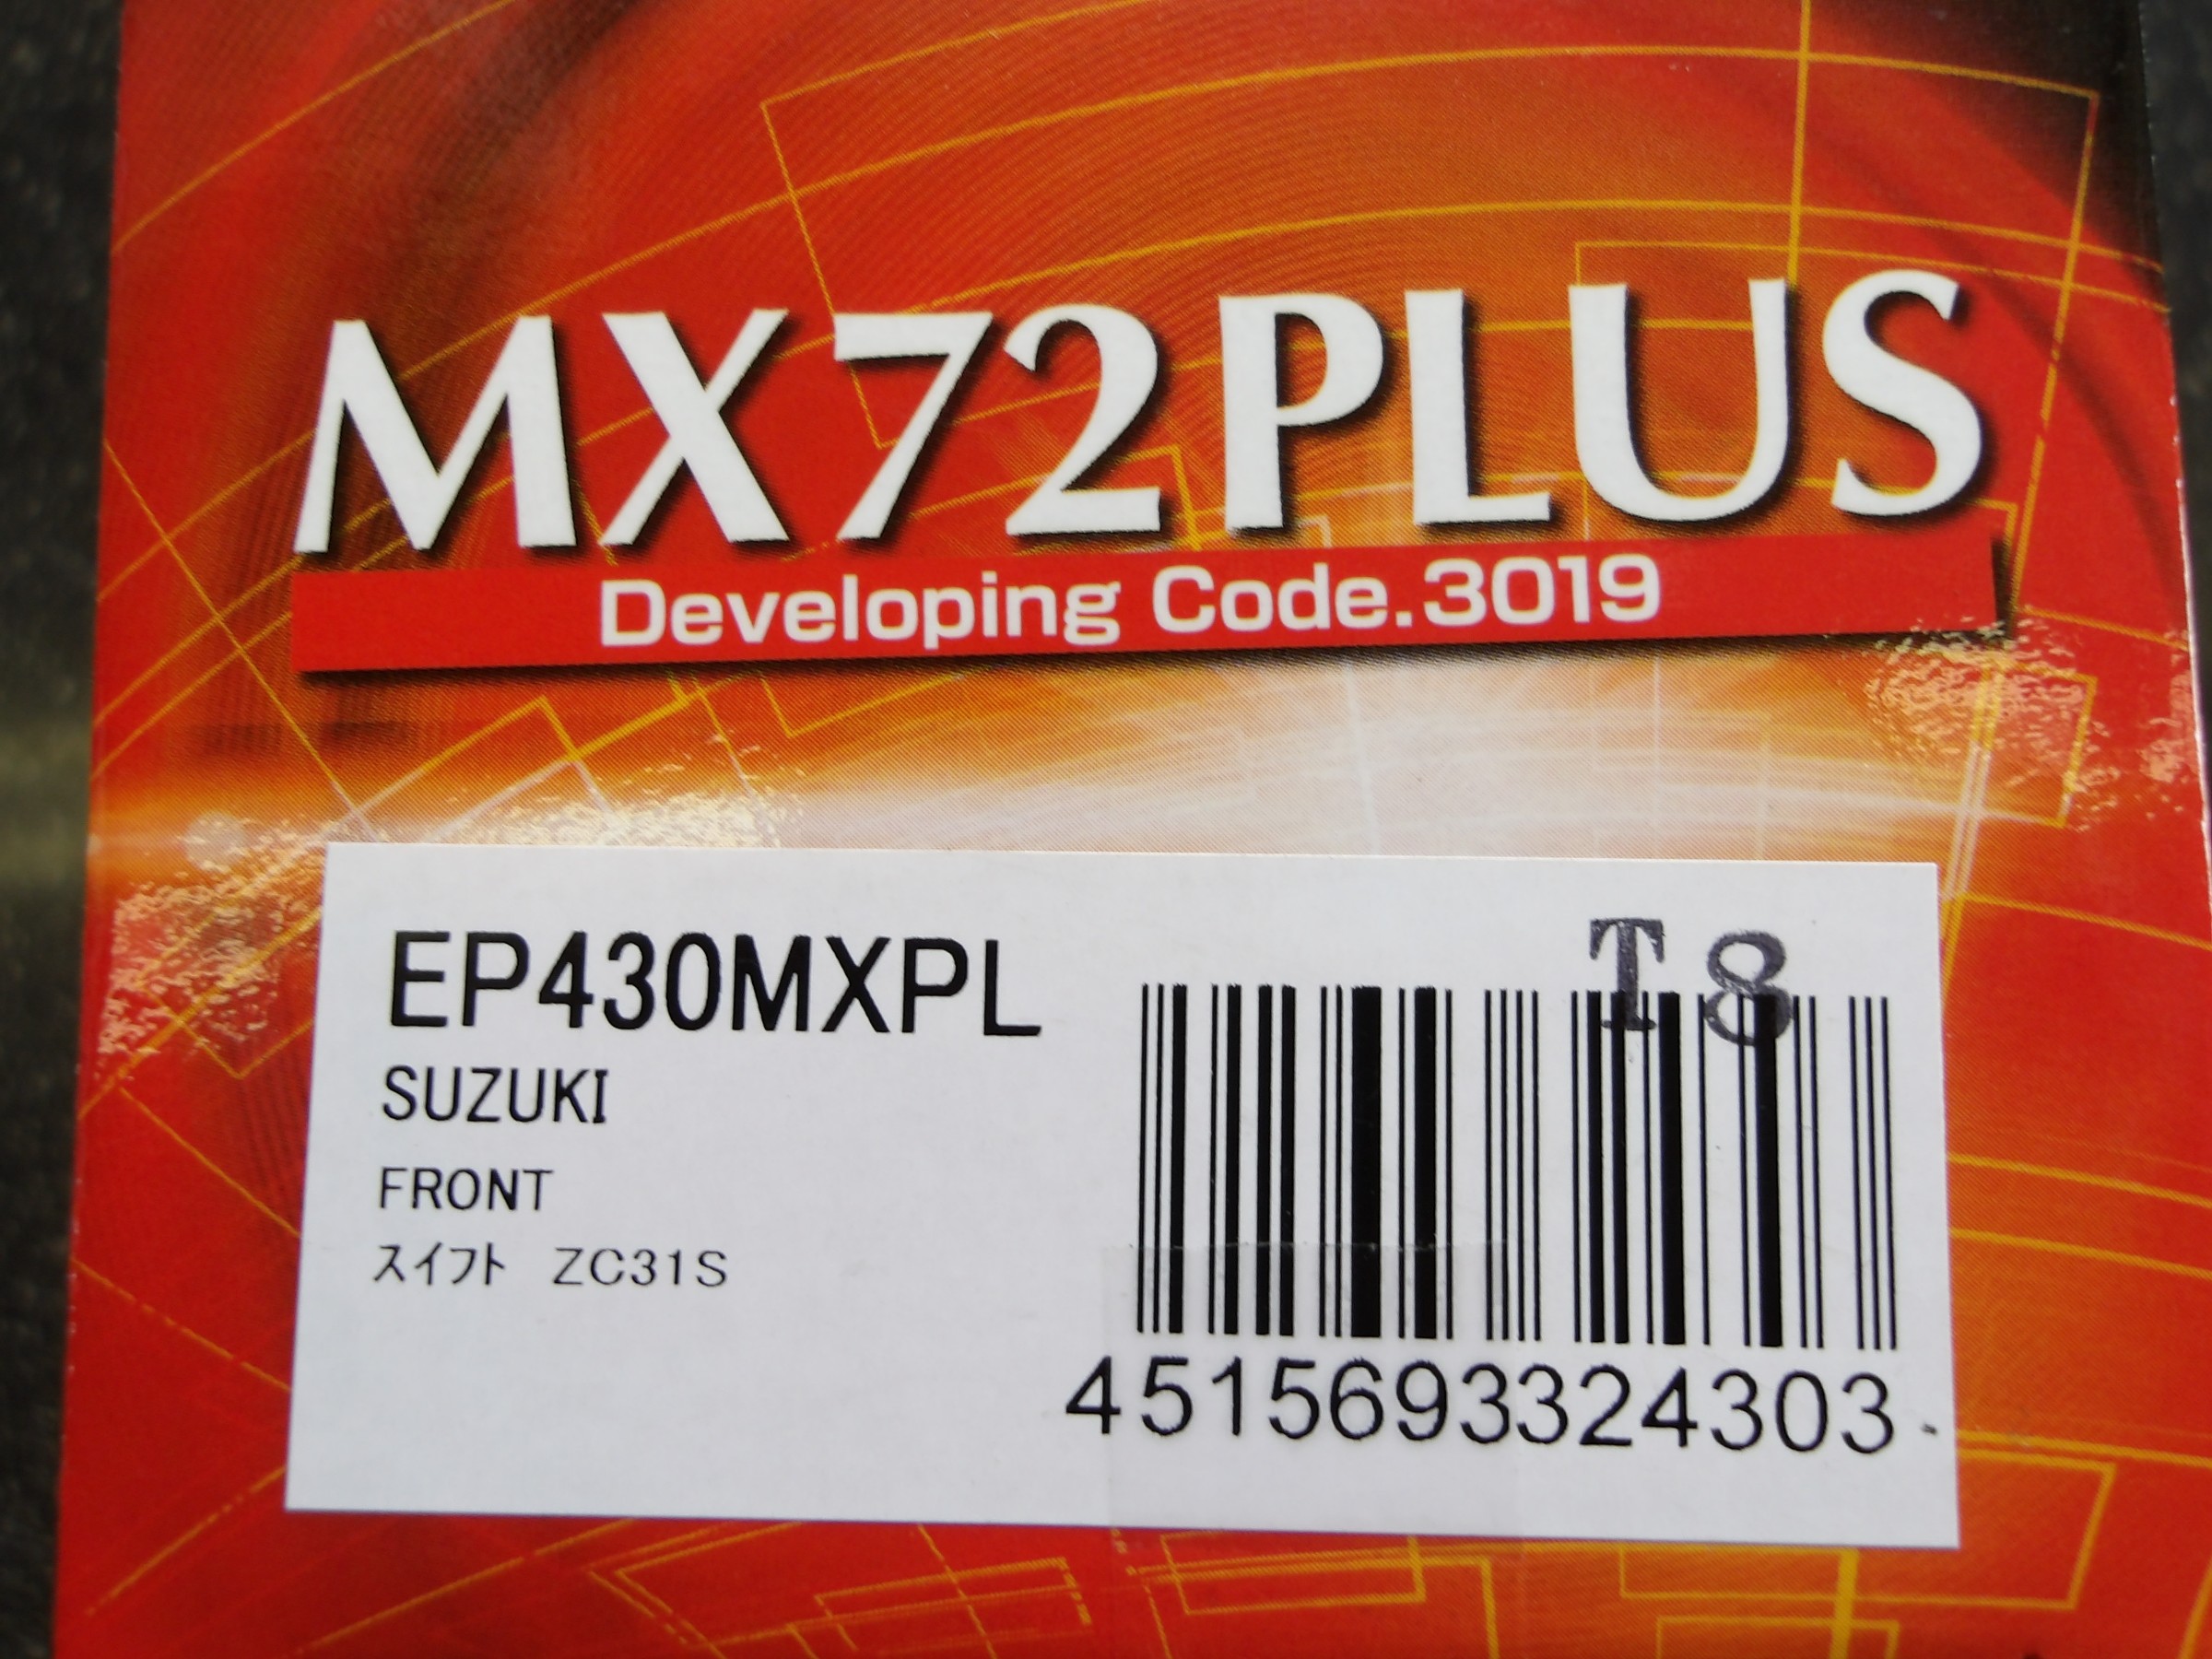 MX72PLUS
Developing Code.3019
EP430MXPL
T8
SUZUKI
FRONT
ｽｲﾌﾄ ZC31S
4515693324303